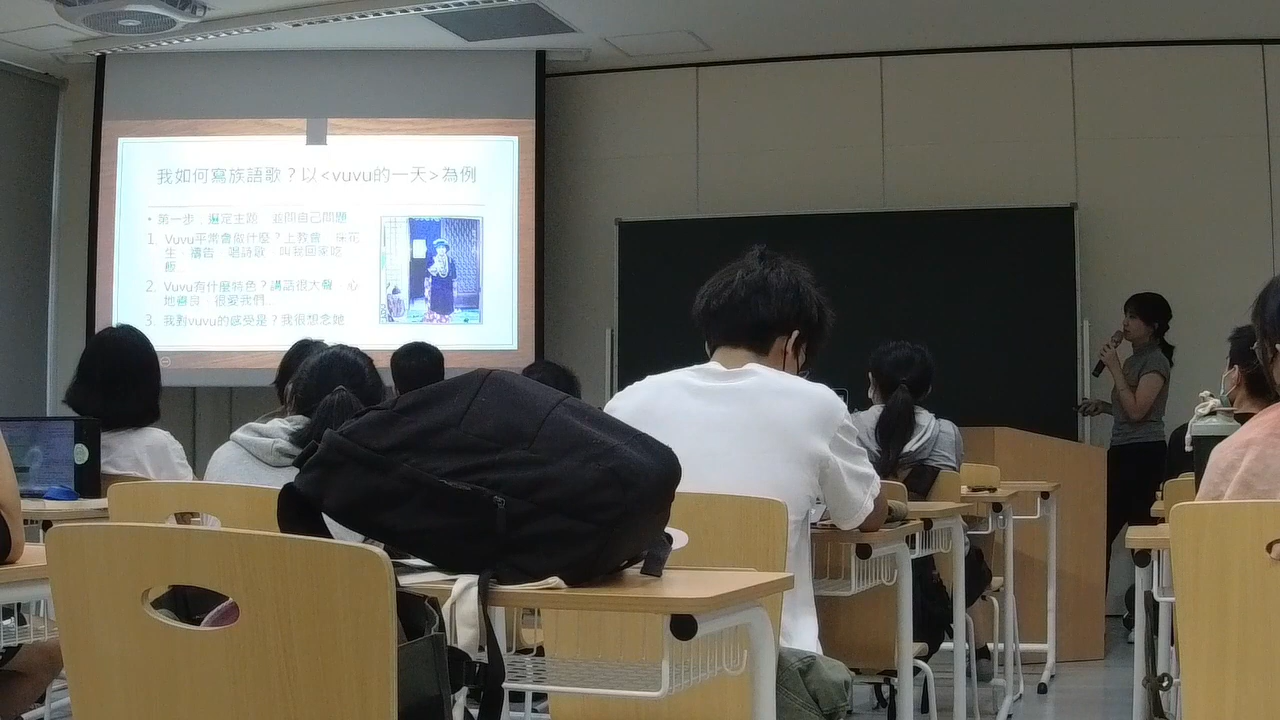 我如何寫族語歌？以<vuvu的一天>為例
• 第一步：選定主題，並問自己問題
1. Vuvu平常會做什麼？上教會、採花
生、禱告、唱詩歌、叫我回家吃
飯
2. Vuvu有什麼特色？講話很大聲、心
地善良、很愛我們
3. 我對vuvu的感受是？我很想念她